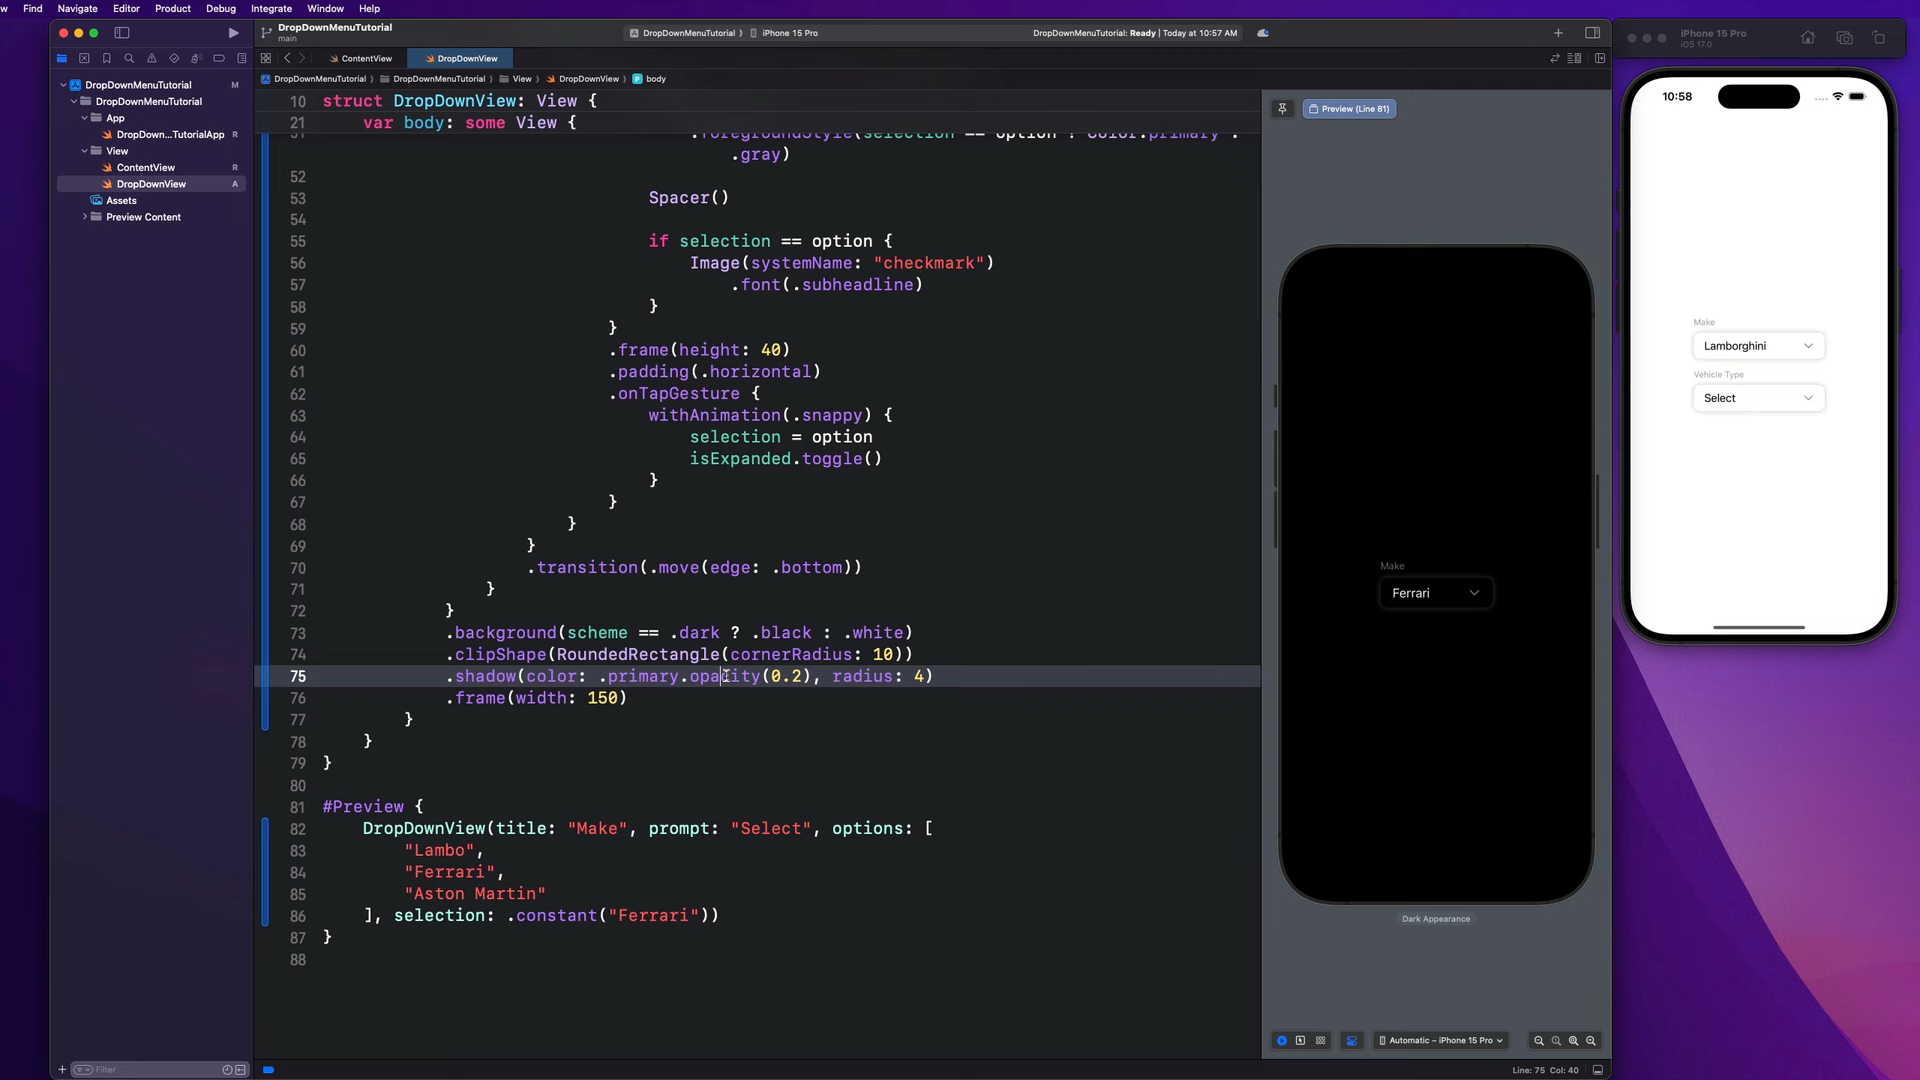 w Find Navigate Editor Product Debug Integrate Window Help
DropDownMenuTutorial
main
DropDownMenuTutorial iPhone 15 Pro
DropDownMenuTutorial: Ready | Today at 10:57 AM
ContentView
DropDownView
DropDownMenuTutorial DropDownMenuTutorial View DropDownView body
DropDownMenuTutorial M
DropDownMenuTutorial
App
DropDown...TutorialApp R
View
ContentView R
DropDownView A
Assets
Preview Content
Filter
10 struct DropDownView: View {
21 var body: some View {
51 .foregroundStyle(selection == option ? Color.primary :
.gray)
52
53 Spacer()
54
55 if selection == option {
56 Image(systemName: "checkmark")
57 .font(.subheadline)
58 }
59 }
60 .frame(height: 40)
61 .padding(.horizontal)
62 .onTapGesture {
63 withAnimation(.snappy) {
64 selection = option
65 isExpanded.toggle()
66 }
67 }
68 }
69 }
70 .transition(.move(edge: .bottom))
71 }
72 }
73 .background(scheme == .dark ? .black : .white)
74 .clipShape(RoundedRectangle(cornerRadius: 10))
75 .shadow(color: .primary.opacity(0.2), radius: 4)
76 .frame(width: 150)
77 }
78 }
79 }
80
81 #Preview {
82 DropDownView(title: "Make", prompt: "Select", options: [
83 "Lambo",
84 "Ferrari",
85 "Aston Martin"
86 ], selection: .constant("Ferrari"))
87 }
88
Preview (Line 81)
Make
Ferrari
Dark Appearance
Automatic – iPhone 15 Pro
Line: 75 Col: 40
iPhone 15 Pro
iOS 17.0
10:58
Make
Lamborghini
Vehicle Type
Select